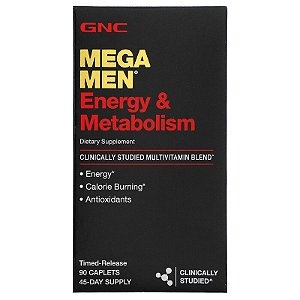 GNC
MEGA
MEN®
Energy &
Metabolism
Dietary Supplement
CLINICALLY STUDIED MULTIVITAMIN BLEND^
• Energy*
• Calorie Burning*
• Antioxidants
Timed-Release
90 CAPLETS
45-DAY SUPPLY
CLINICALLY
STUDIED^